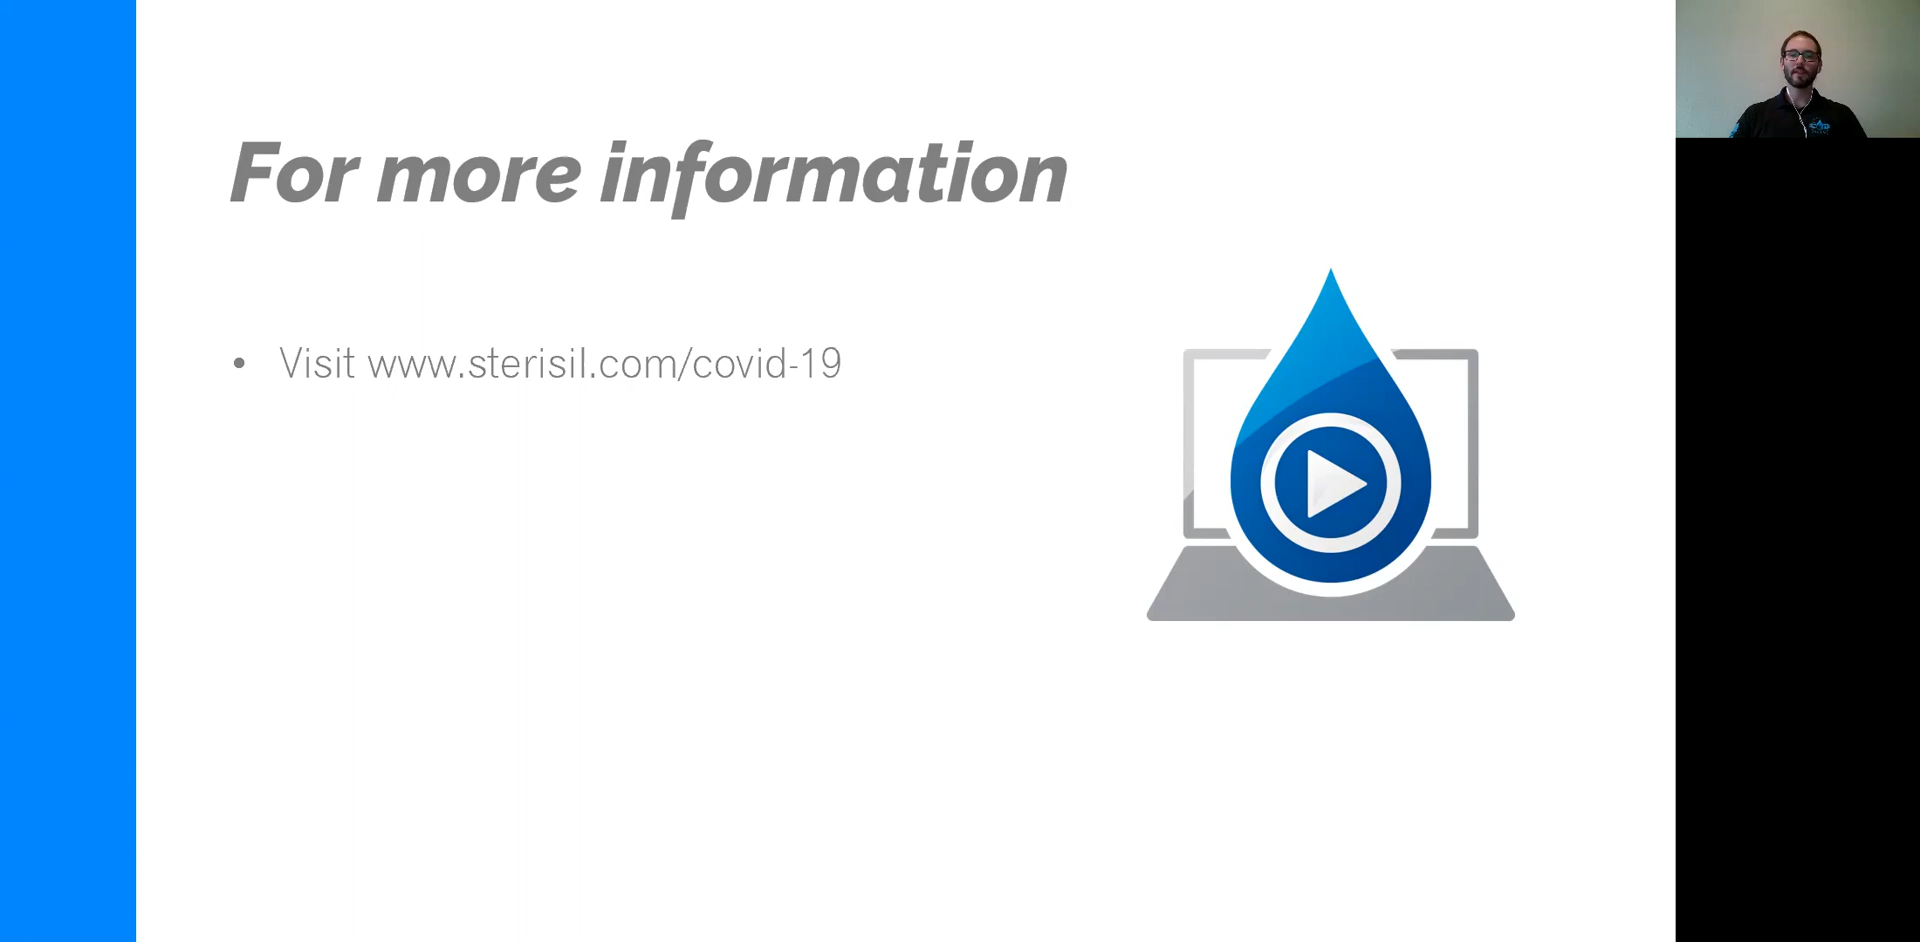 For more information
• Visit www.sterisil.com/covid-19